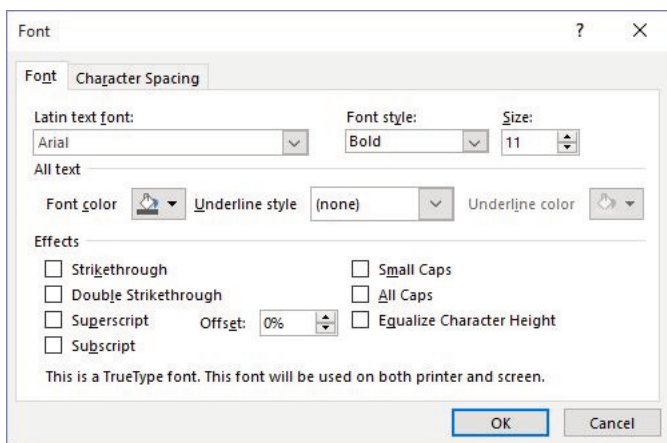 Font ?
Font Character Spacing
Latin text font: Font style: Size:
Arial Bold 11
All text
Font color Underline style (none) Underline color
Effects
Strikethrough Small Caps
Double Strikethrough All Caps
Superscript Offset: 0% Equalize Character Height
Subscript
This is a TrueType font. This font will be used on both printer and screen.
OK Cancel